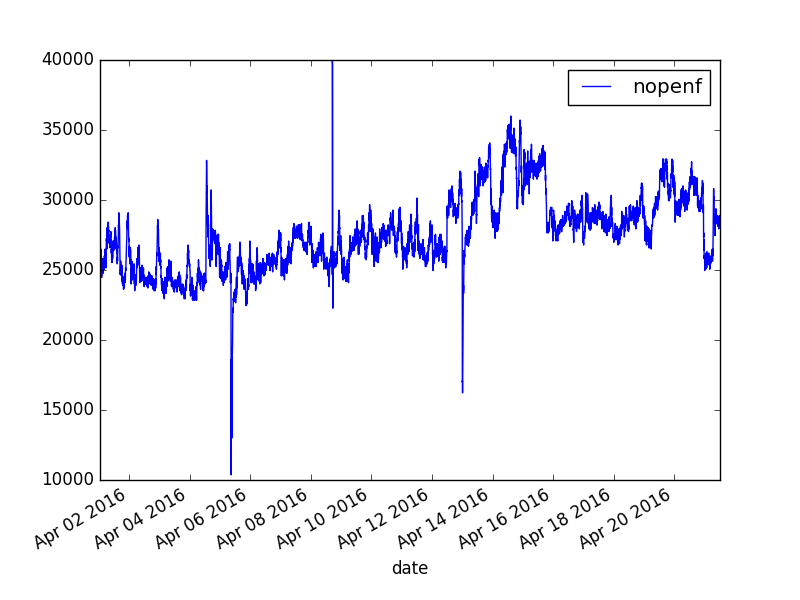 40000
35000
30000
25000
20000
15000
10000
nopenf
Apr 02 2016
Apr 04 2016
Apr 06 2016
Apr 08 2016
Apr 10 2016
Apr 12 2016
Apr 14 2016
Apr 16 2016
Apr 18 2016
Apr 20 2016
date